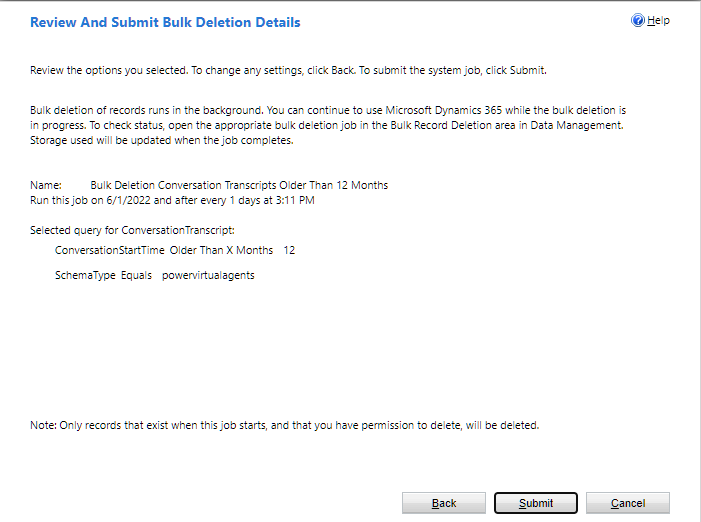 Review And Submit Bulk Deletion Details
Help
Review the options you selected. To change any settings, click Back. To submit the system job, click Submit.
Bulk deletion of records runs in the background. You can continue to use Microsoft Dynamics 365 while the bulk deletion is
in progress. To check status, open the appropriate bulk deletion job in the Bulk Record Deletion area in Data Management.
Storage used will be updated when the job completes.
Name: Bulk Deletion Conversation Transcripts Older Than 12 Months
Run this job on 6/1/2022 and after every 1 days at 3:11 PM
Selected query for ConversationTranscript:
ConversationStartTime Older Than X Months 12
SchemaType Equals powervirtualagents
Note: Only records that exist when this job starts, and that you have permission to delete, will be deleted.
Back Submit Cancel